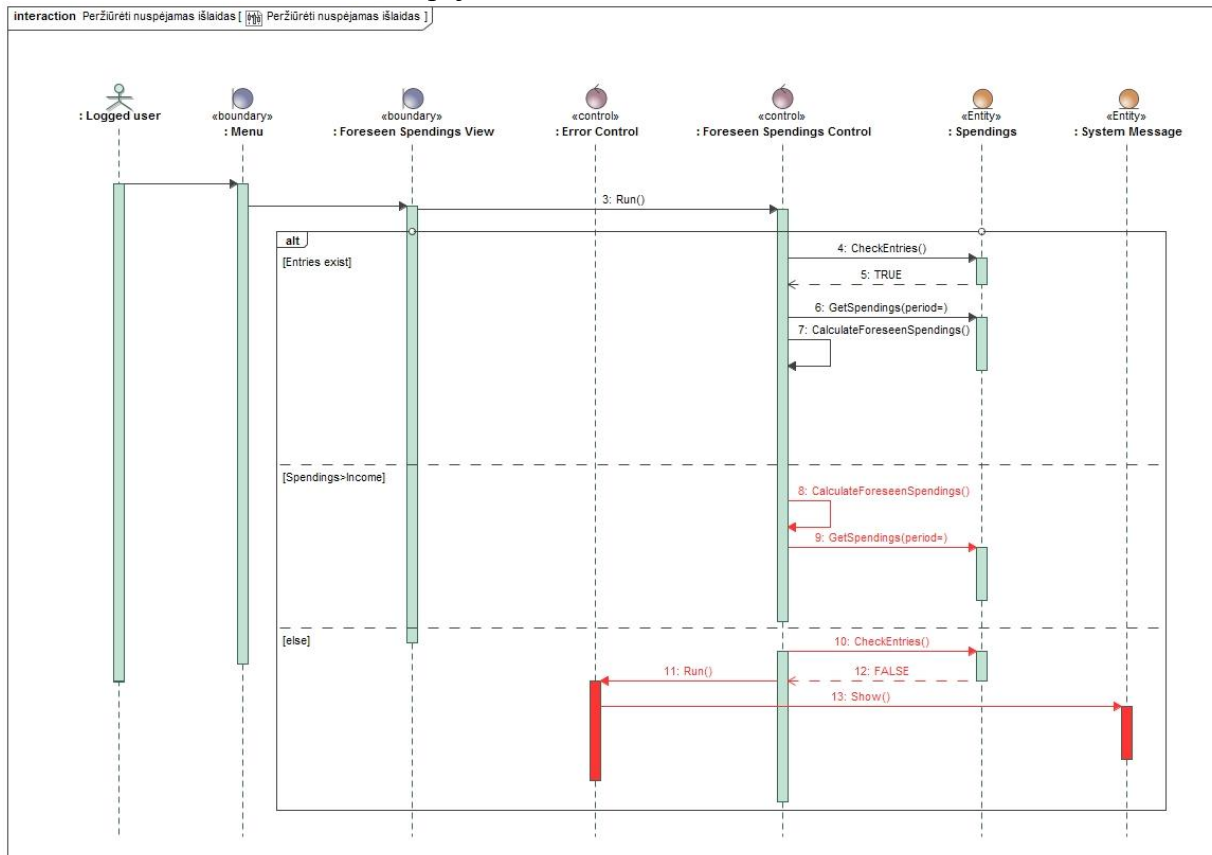 interaction Peržiūrėti nuspėjamas išlaidas [ Peržiūrėti nuspėjamas išlaidas ]
: Logged user
«boundary»
: Menu
«boundary»
: Foreseen Spendings View
«control»
: Error Control
«control»
: Foreseen Spendings Control
«Entity»
: Spendings
«Entity»
: System Message
3: Run()
alt
[Entries exist]
4: CheckEntries()
5: TRUE
6: GetSpendings(period=)
7: CalculateForeseenSpendings()
[Spendings>Income]
8: CalculateForeseenSpendings()
9: GetSpendings(period=)
[else]
10: CheckEntries()
11: Run()
12: FALSE
13: Show()